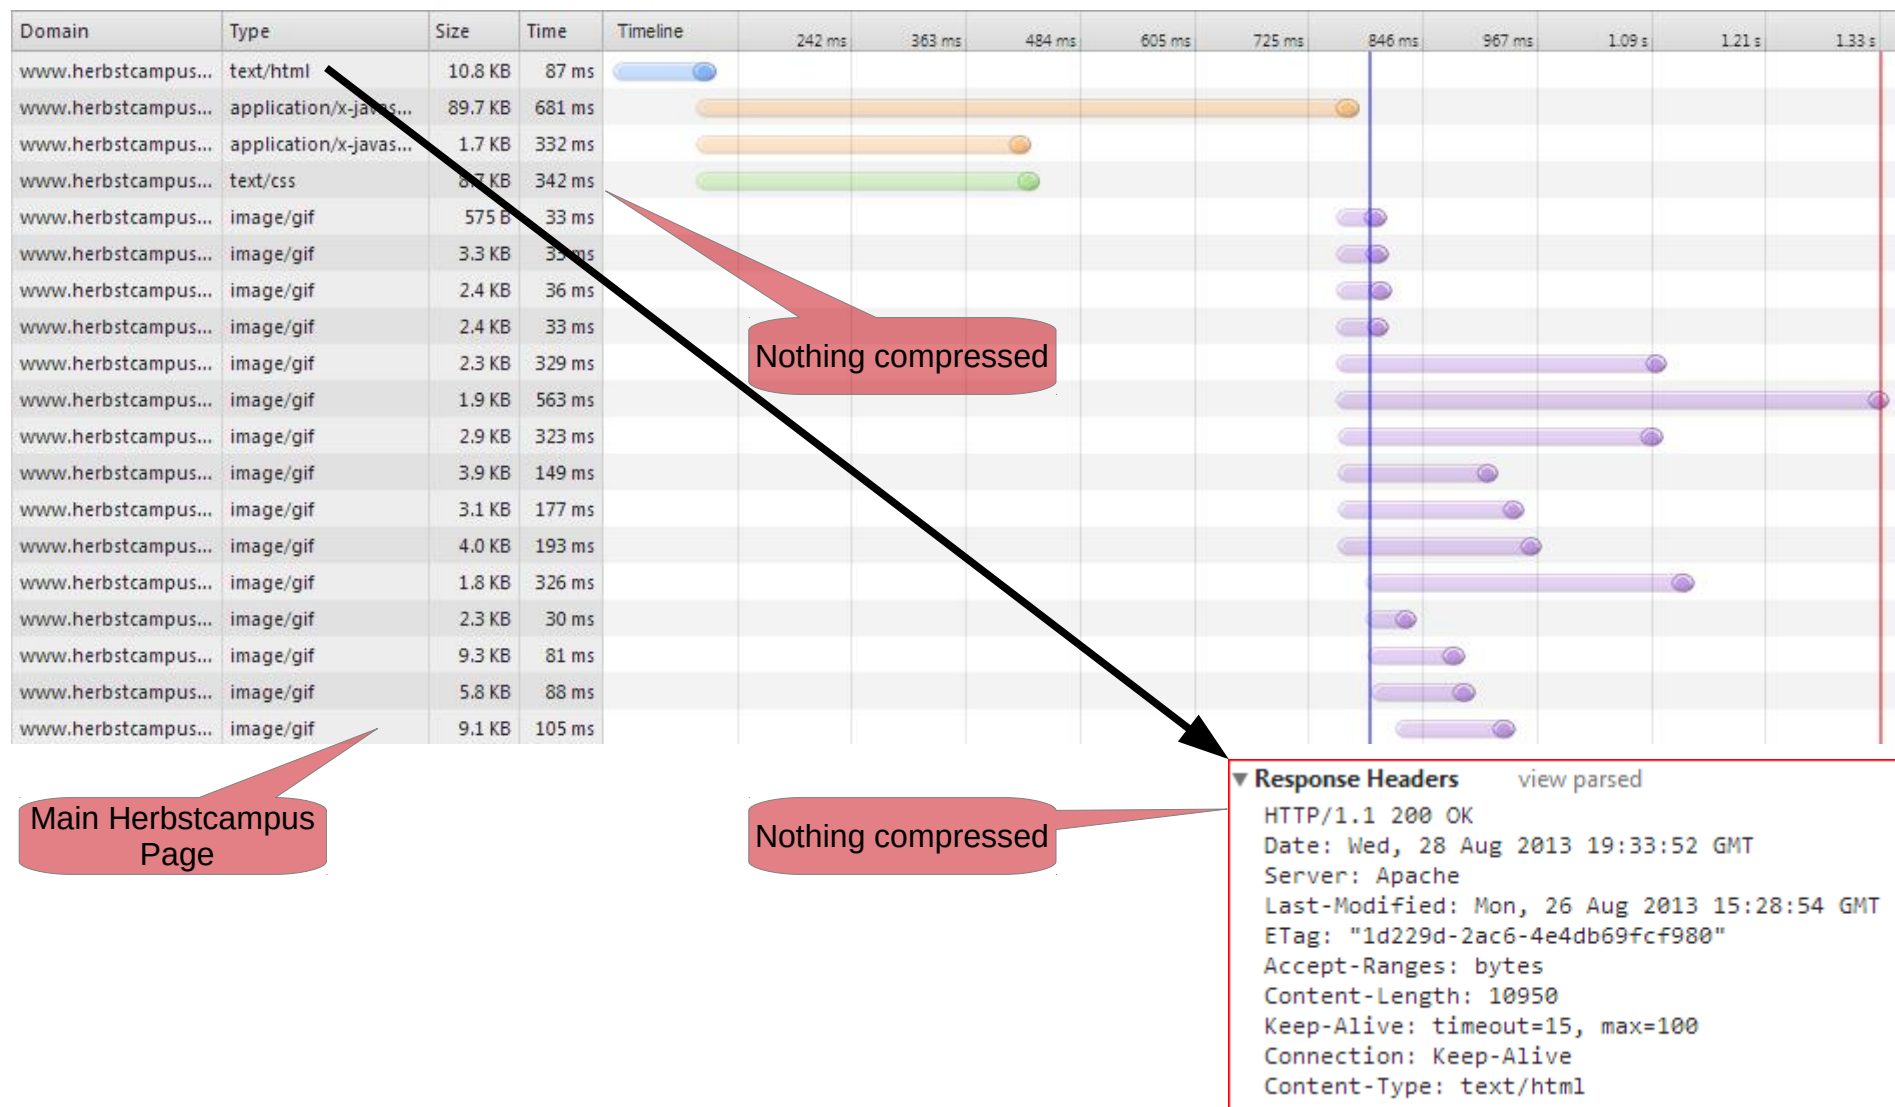 Domain Type Size Time Timeline 242 ms 363 ms 484 ms 605 ms 725 ms 846 ms 967 ms 1.09 s 1.21 s 1.33 s
www.herbstcampus... text/html 10.8 KB 87 ms
www.herbstcampus... application/x-javas... 89.7 KB 681 ms
www.herbstcampus... application/x-javas... 1.7 KB 332 ms
www.herbstcampus... text/css 8.7 KB 342 ms
www.herbstcampus... image/gif 575 B 33 ms
www.herbstcampus... image/gif 3.3 KB ms
www.herbstcampus... image/gif 2.4 KB 36 ms
www.herbstcampus... image/gif 2.4 KB 33 ms
Nothing compressed
www.herbstcampus... image/gif 2.3 KB 329 ms
www.herbstcampus... image/gif 1.9 KB 563 ms
www.herbstcampus... image/gif 2.9 KB 323 ms
www.herbstcampus... image/gif 3.9 KB 149 ms
www.herbstcampus... image/gif 3.1 KB 177 ms
www.herbstcampus... image/gif 4.0 KB 193 ms
www.herbstcampus... image/gif 1.8 KB 326 ms
www.herbstcampus... image/gif 2.3 KB 30 ms
www.herbstcampus... image/gif 9.3 KB 81 ms
www.herbstcampus... image/gif 5.8 KB 88 ms
www.herbstcampus... image/gif 9.1 KB 105 ms
Main Herbstcampus
Page
Nothing compressed
Response Headers view parsed
HTTP/1.1 200 OK
Date: Wed, 28 Aug 2013 19:33:52 GMT
Server: Apache
Last-Modified: Mon, 26 Aug 2013 15:28:54 GMT
ETag: "1d229d-2ac6-4e4db69fcf980"
Accept-Ranges: bytes
Content-Length: 10950
Keep-Alive: timeout=15, max=100
Connection: Keep-Alive
Content-Type: text/html